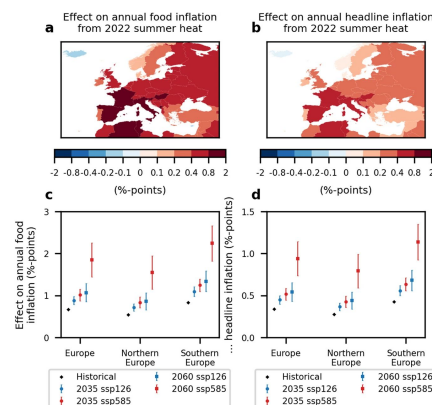 Effect on annual food inflation
from 2022 summer heat
a
-2 -0.8-0.4-0.2-0.1 0 0.1 0.2 0.4 0.8 2
(%-points)
Effect on annual headline inflation
from 2022 summer heat
b
-2 -0.8-0.4-0.2-0.1 0 0.1 0.2 0.4 0.8 2
(%-points)
c
Effect on annual food
inflation (%-points)
3
2
1
0
Europe
Northern
Europe
Southern
Europe
Historical
2035 ssp126
2035 ssp585
2060 ssp126
2060 ssp585
d
... headline inflation (%-points)
1.5
1.0
0.5
0.0
Europe
Northern
Europe
Southern
Europe
Historical
2035 ssp126
2035 ssp585
2060 ssp126
2060 ssp585